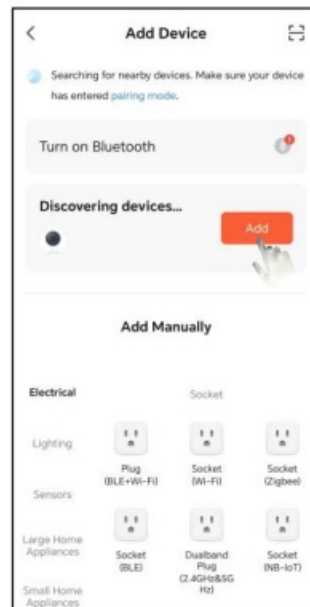 Add Device
Searching for nearby devices. Make sure your device
has entered pairing mode.
Turn on Bluetooth
Discovering devices...
Add
Add Manually
Electrical
Socket
Lighting
Plug
(BLE+Wi-Fi)
Socket
(Wi-Fi)
Socket
(Zigbee)
Sensors
Large Home
Appliances
Socket
(BLE)
Dualband
Plug
(2.4GHz&5G
Hz)
Socket
(NB-IoT)
Small Home
Appliances